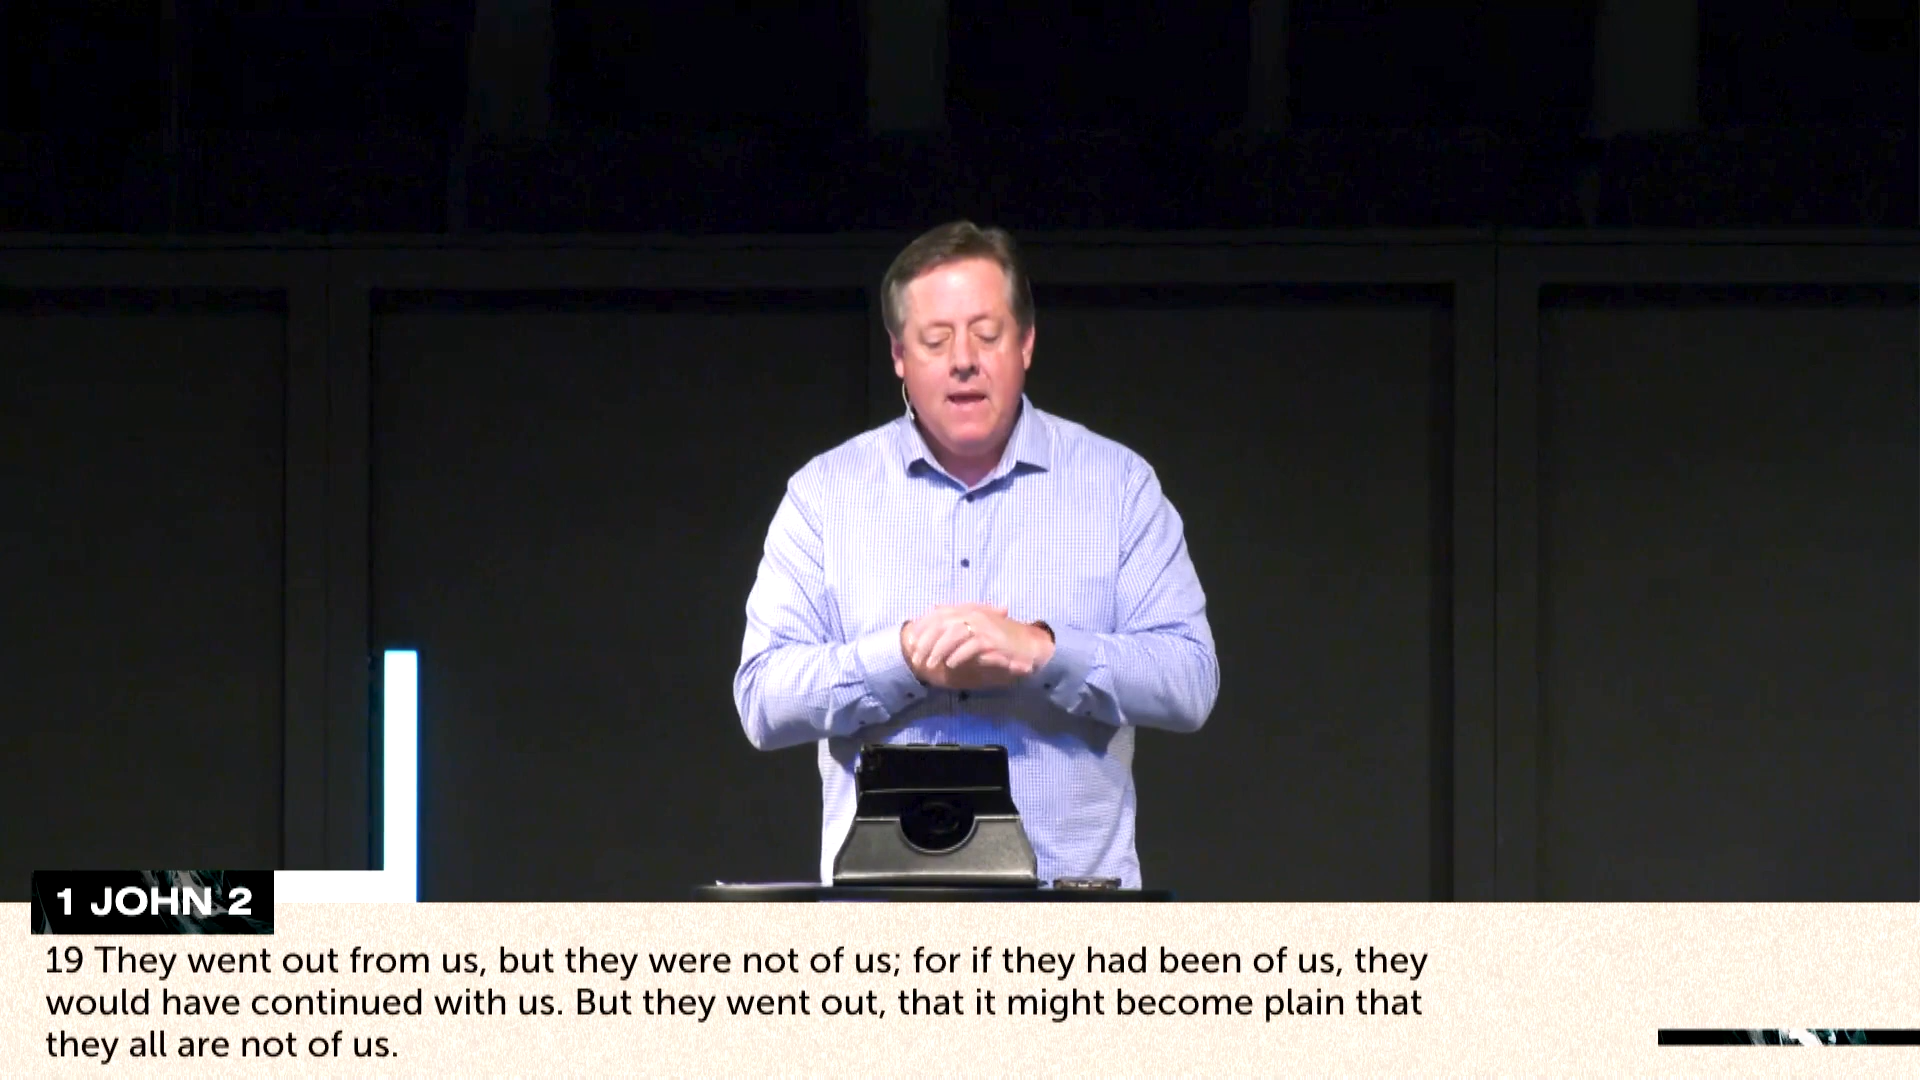 1 JOHN 2
19 They went out from us, but they were not of us; for if they had been of us, they
would have continued with us. But they went out, that it might become plain that
they all are not of us.